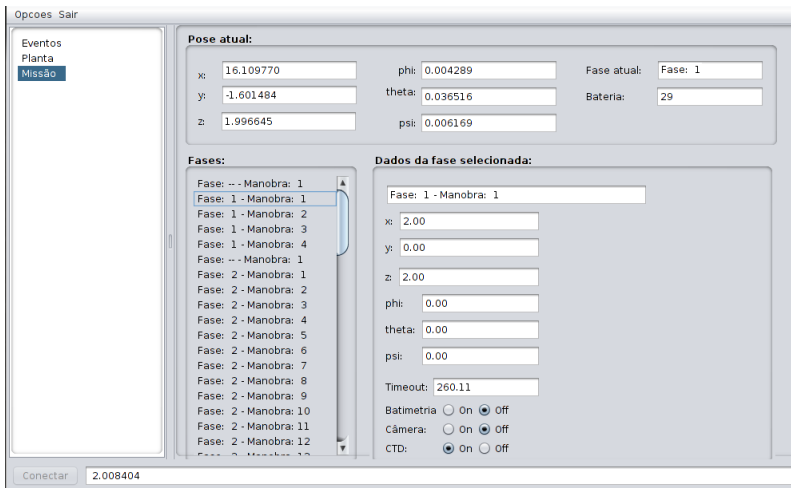 Opcoes Sair
Eventos
Planta
Missão
Pose atual:
x: 16.109770 phi: 0.004289 Fase atual: Fase: 1
y: -1.601484 theta: 0.036516 Bateria: 29
z: 1.996645 psi: 0.006169
Fases:
Fase: -- - Manobra: 1
Fase: 1 - Manobra: 1
Fase: 1 - Manobra: 2
Fase: 1 - Manobra: 3
Fase: 1 - Manobra: 4
Fase: -- - Manobra: 1
Fase: 2 - Manobra: 1
Fase: 2 - Manobra: 2
Fase: 2 - Manobra: 3
Fase: 2 - Manobra: 4
Fase: 2 - Manobra: 5
Fase: 2 - Manobra: 6
Fase: 2 - Manobra: 7
Fase: 2 - Manobra: 8
Fase: 2 - Manobra: 9
Fase: 2 - Manobra: 10
Fase: 2 - Manobra: 11
Fase: 2 - Manobra: 12
Dados da fase selecionada:
Fase: 1 - Manobra: 1
x: 2.00
y: 0.00
z: 2.00
phi: 0.00
theta: 0.00
psi: 0.00
Timeout: 260.11
Batimetria On Off
Câmera: On Off
CTD: On Off
Conectar 2.008404